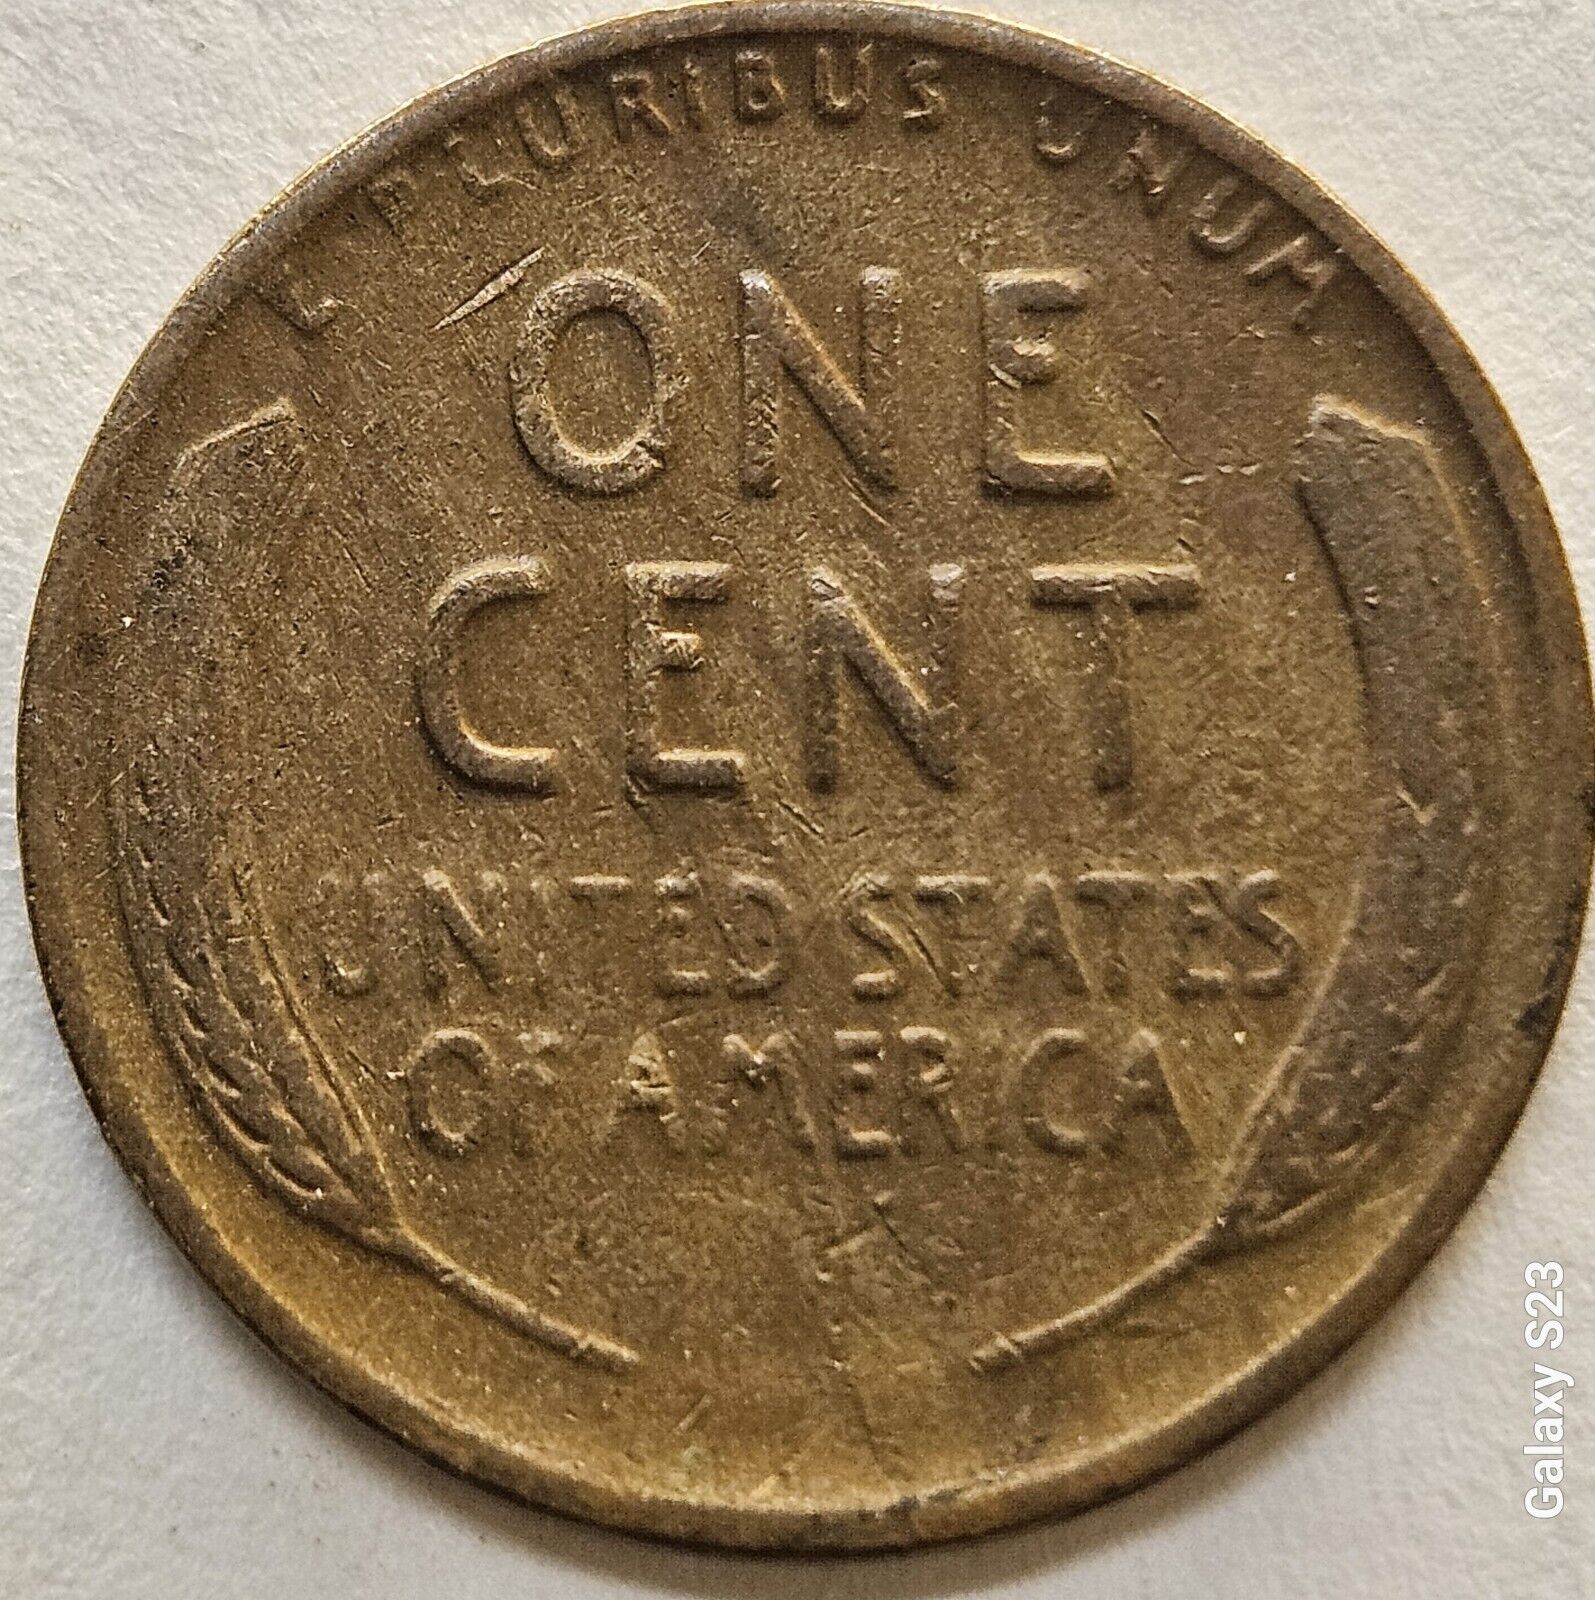 E PLURIBUS UNUM
ONE
CENT
UNITED STATES
OF AMERICA
Galaxy S23